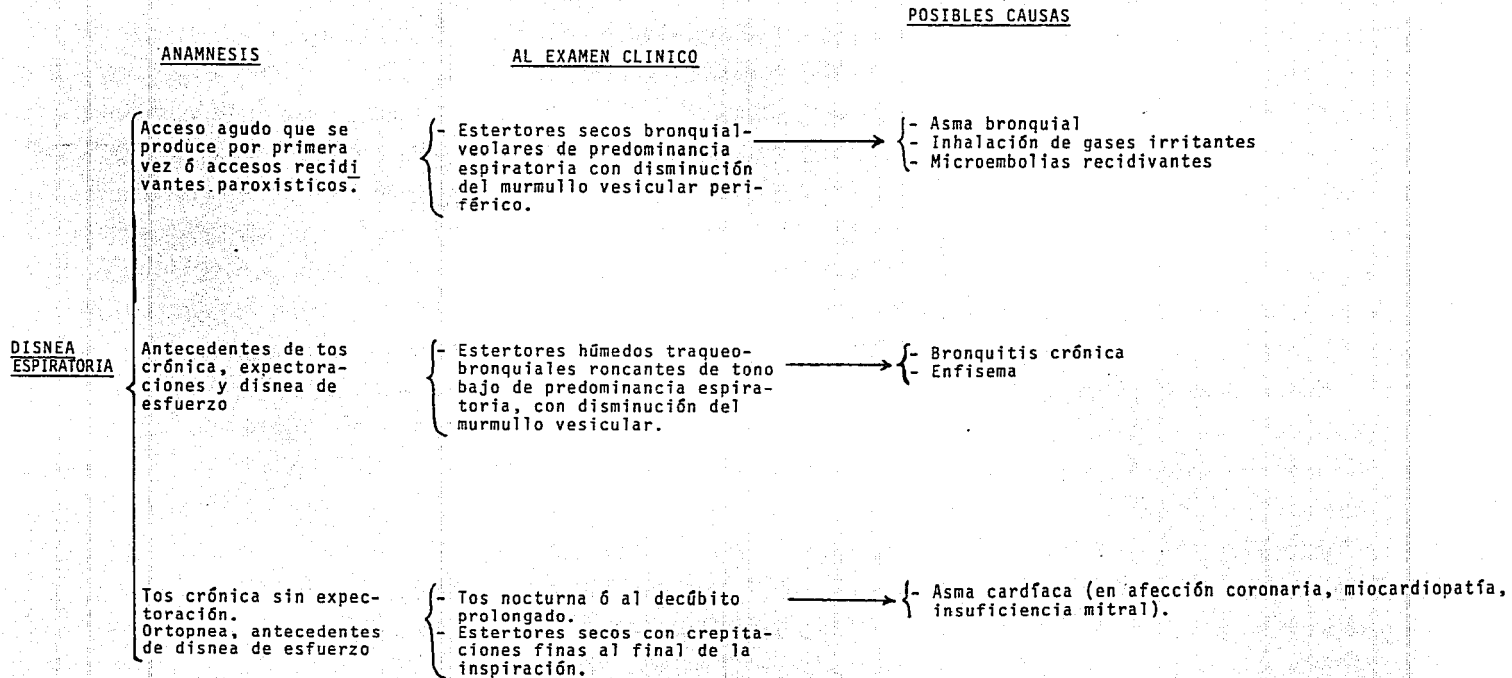 POSIBLES CAUSAS
ANAMNESIS
AL EXAMEN CLINICO
Acceso agudo que se
produce por primera
vez ó accesos recidi
vantes paroxisticos.
- Estertores secos bronquial-
veolares de predominancia
espiratoria con disminución
del murmullo vesicular peri-
férico.
- Asma bronquial
- Inhalación de gases irritantes
- Microembolias recidivantes
DISNEA
ESPIRATORIA
Antecedentes de tos
crónica, expectora-
ciones y disnea de
esfuerzo
- Estertores húmedos traqueo-
bronquiales roncantes de tono
bajo de predominancia espira-
toria, con disminución del
murmullo vesicular.
- Bronquitis crónica
- Enfisema
Tos crónica sin expec-
toración.
Ortopnea, antecedentes
de disnea de esfuerzo
- Tos nocturna ó al decúbito
prolongado.
- Estertores secos con crepita-
ciones finas al final de la
inspiración.
- Asma cardíaca (en afección coronaria, miocardiopatía,
insuficiencia mitral).